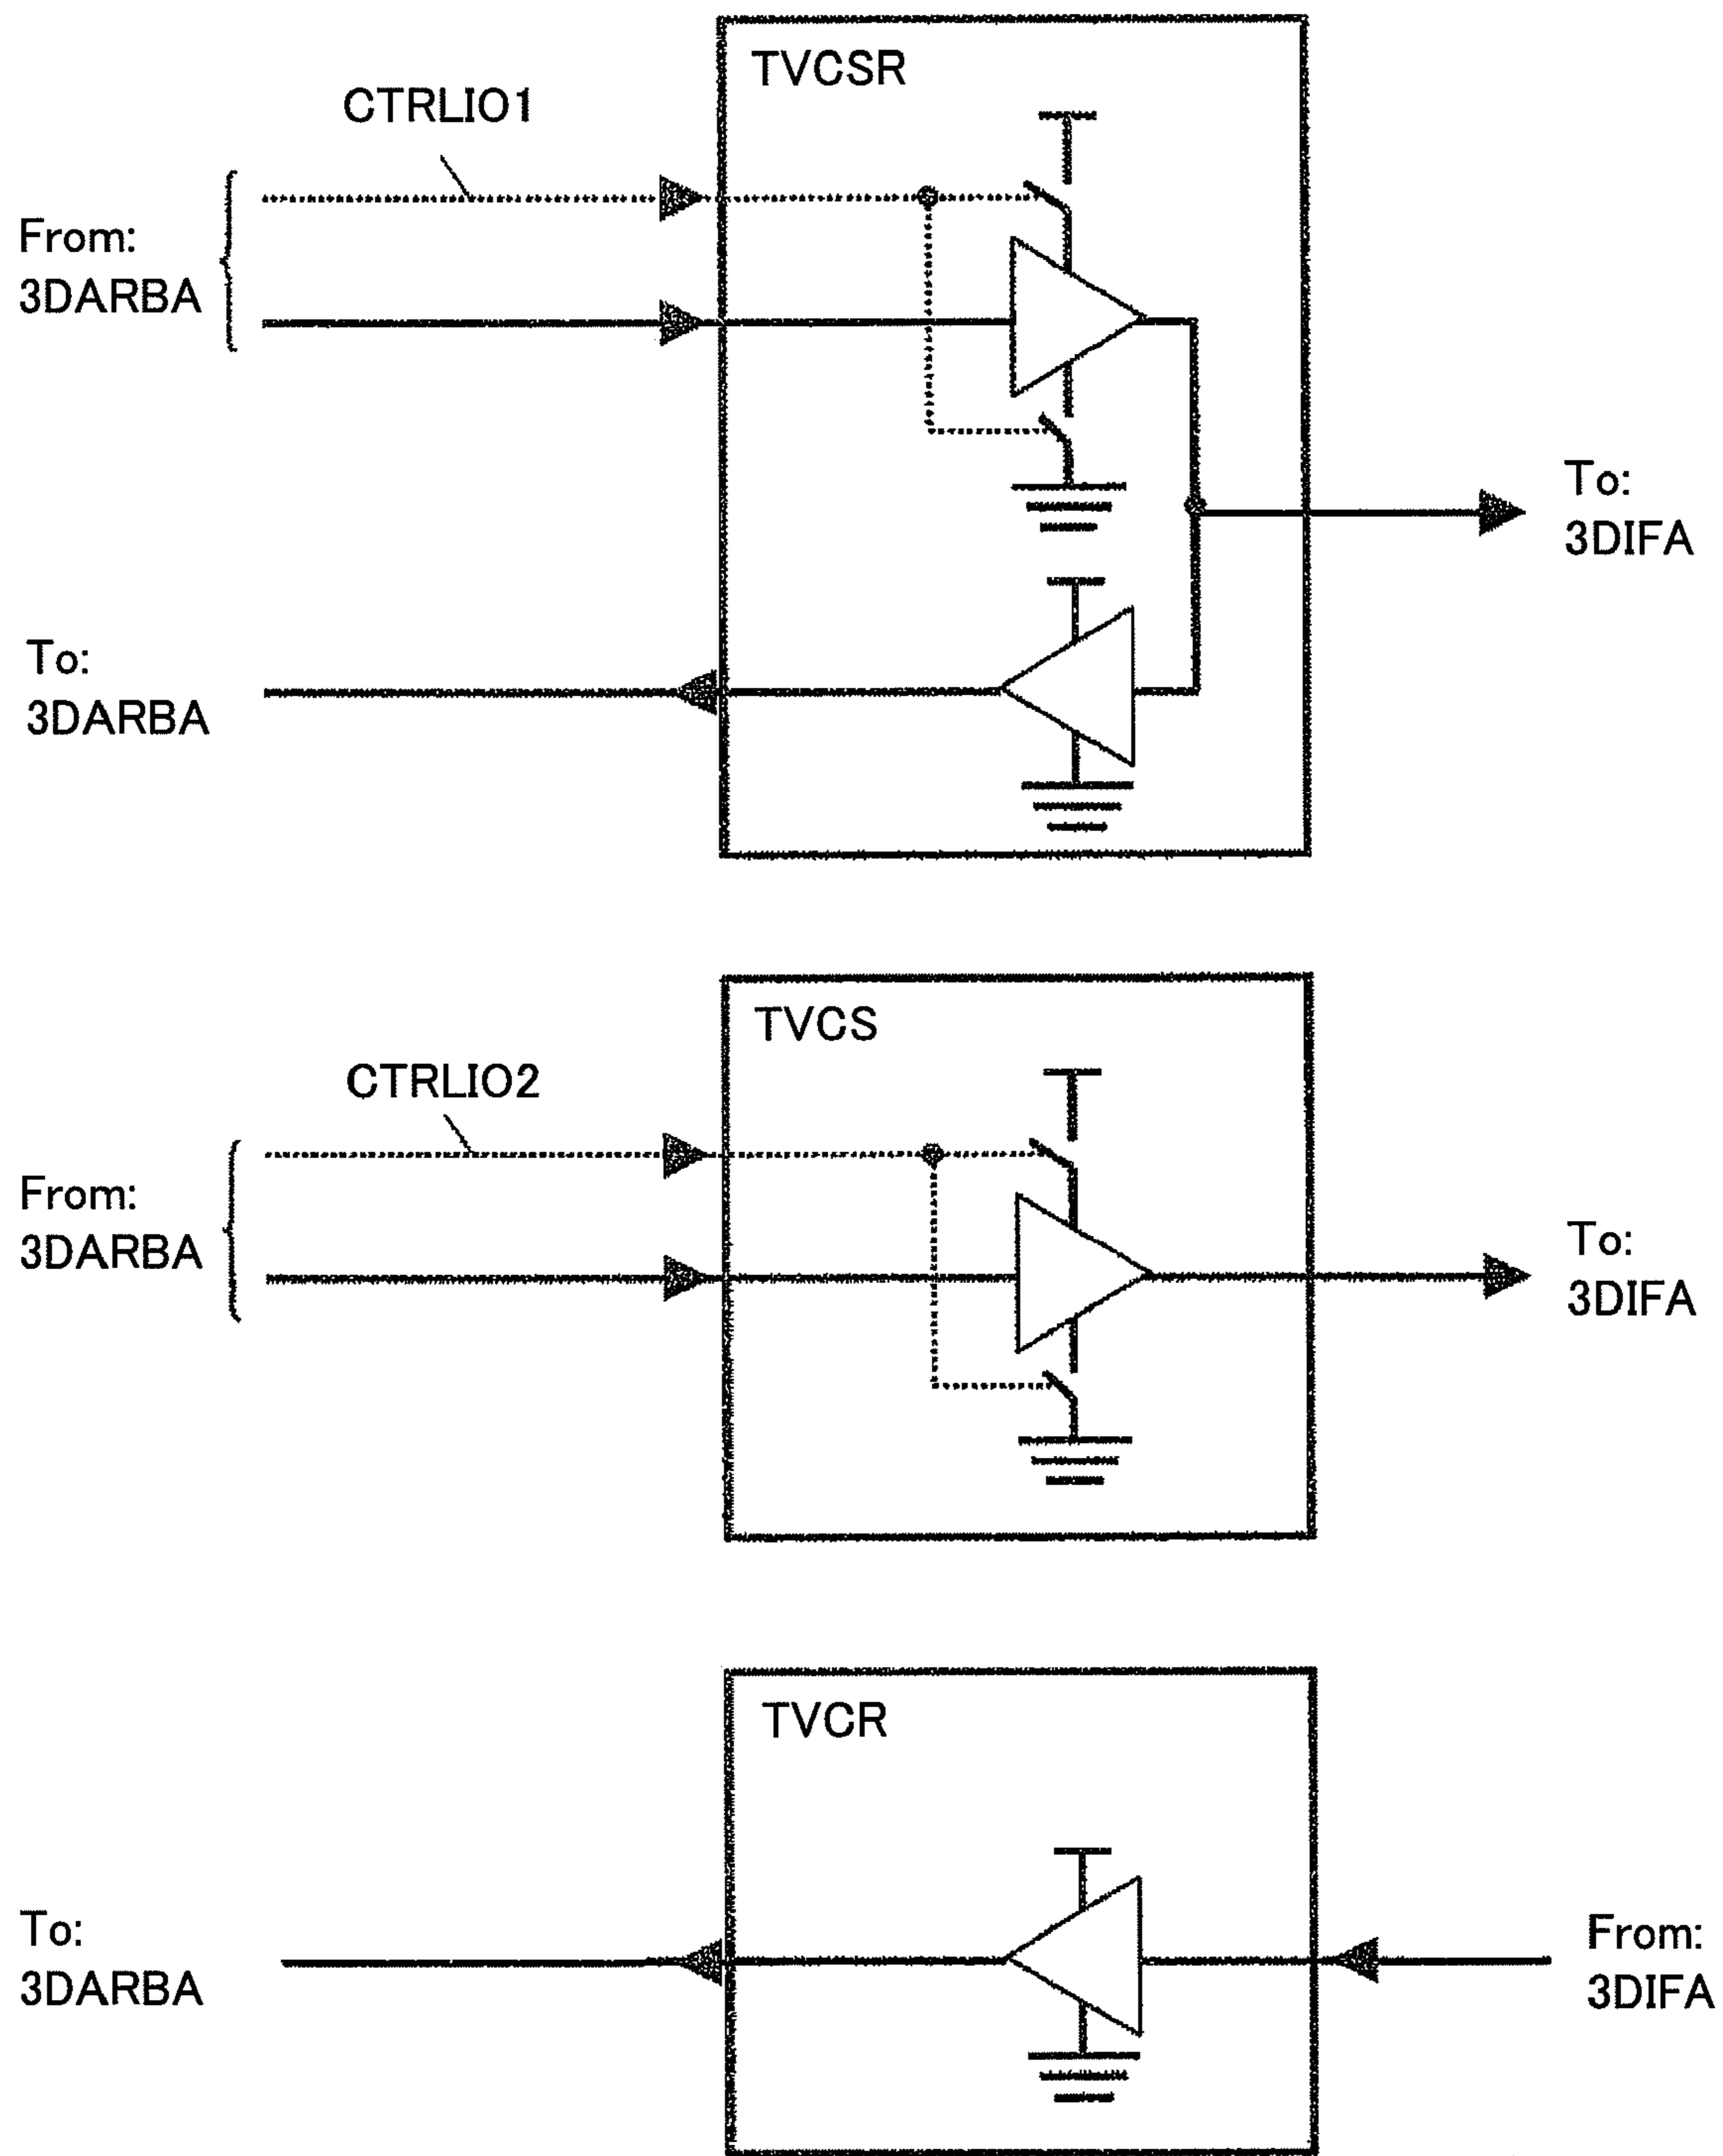 TVCSR
CTRLIO1
From:
3DARBA
To:
3DIFA
To:
3DARBA
TVCS
CTRLIO2
From:
3DARBA
To:
3DIFA
TVCR
To:
3DARBA
From:
3DIFA